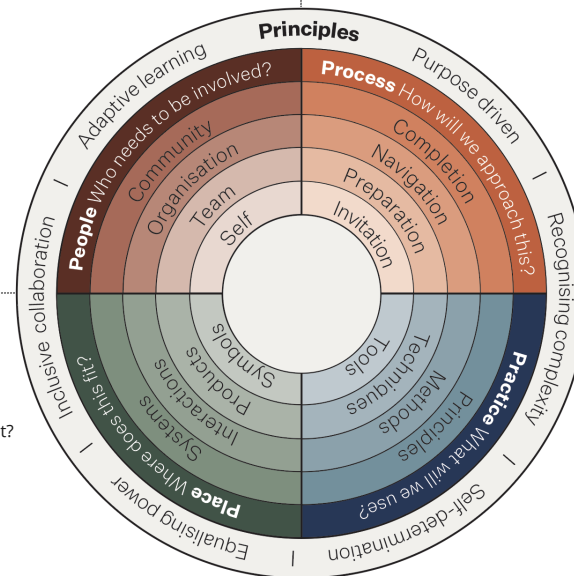 Principles
Adaptive learning
Purpose driven
Recognising complexity
Self-determination
Equalising power
Inclusive collaboration
People Who needs to be involved?
Community
Organisation
Team
Self
Process How will we approach this?
Completion
Navigation
Preparation
Invitation
Practice What will we use?
Principles
Methods
Techniques
Tools
Place Where does this fit?
Systems
Interactions
Products
Symbols
t?